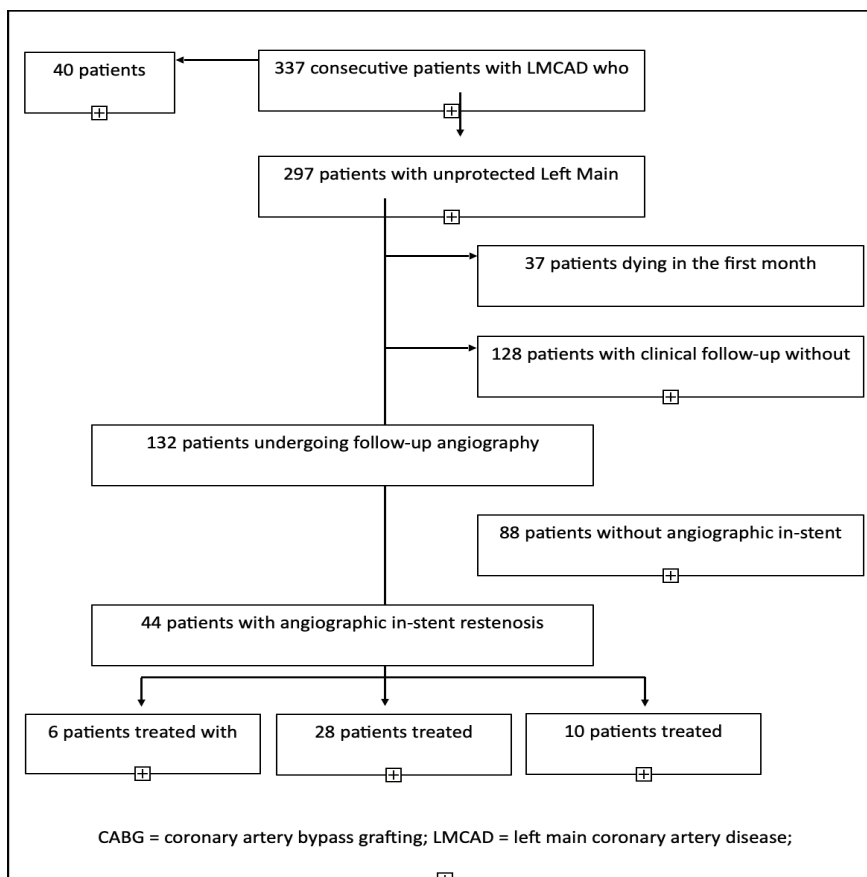 40 patients
337 consecutive patients with LMCAD who
297 patients with unprotected Left Main
37 patients dying in the first month
128 patients with clinical follow-up without
132 patients undergoing follow-up angiography
88 patients without angiographic in-stent
44 patients with angiographic in-stent restenosis
6 patients treated with
28 patients treated
10 patients treated
CABG = coronary artery bypass grafting; LMCAD = left main coronary artery disease;